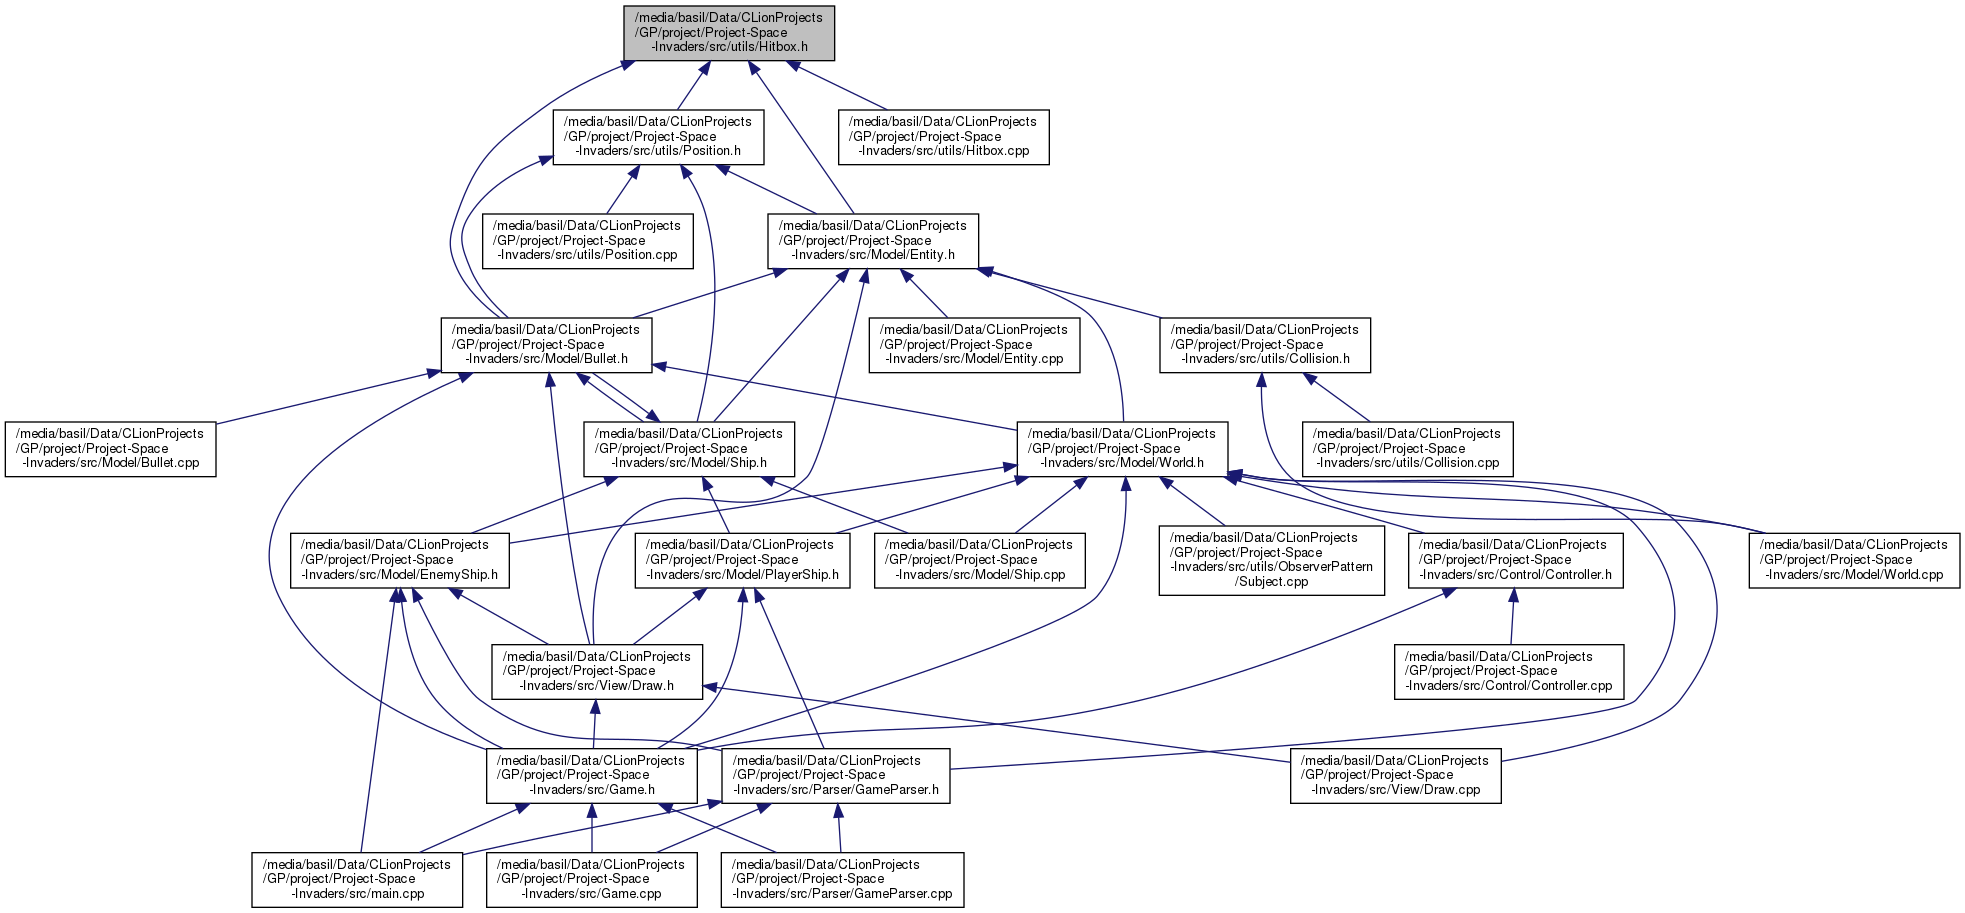 /media/basil/Data/CLionProjects
/GP/project/Project-Space
-Invaders/src/utils/Hitbox.h
/media/basil/Data/CLionProjects
/GP/project/Project-Space
-Invaders/src/utils/Position.h
/media/basil/Data/CLionProjects
/GP/project/Project-Space
-Invaders/src/utils/Hitbox.cpp
/media/basil/Data/CLionProjects
/GP/project/Project-Space
-Invaders/src/utils/Position.cpp
/media/basil/Data/CLionProjects
/GP/project/Project-Space
-Invaders/src/Model/Entity.h
/media/basil/Data/CLionProjects
/GP/project/Project-Space
-Invaders/src/Model/Bullet.h
/media/basil/Data/CLionProjects
/GP/project/Project-Space
-Invaders/src/Model/Entity.cpp
/media/basil/Data/CLionProjects
/GP/project/Project-Space
-Invaders/src/utils/Collision.h
/media/basil/Data/CLionProjects
/GP/project/Project-Space
-Invaders/src/Model/Bullet.cpp
/media/basil/Data/CLionProjects
/GP/project/Project-Space
-Invaders/src/Model/Ship.h
/media/basil/Data/CLionProjects
/GP/project/Project-Space
-Invaders/src/Model/World.h
/media/basil/Data/CLionProjects
/GP/project/Project-Space
-Invaders/src/utils/Collision.cpp
/media/basil/Data/CLionProjects
/GP/project/Project-Space
-Invaders/src/Model/EnemyShip.h
/media/basil/Data/CLionProjects
/GP/project/Project-Space
-Invaders/src/Model/PlayerShip.h
/media/basil/Data/CLionProjects
/GP/project/Project-Space
-Invaders/src/Model/Ship.cpp
/media/basil/Data/CLionProjects
/GP/project/Project-Space
-Invaders/src/utils/ObserverPattern
/Subject.cpp
/media/basil/Data/CLionProjects
/GP/project/Project-Space
-Invaders/src/Control/Controller.h
/media/basil/Data/CLionProjects
/GP/project/Project-Space
-Invaders/src/Model/World.cpp
/media/basil/Data/CLionProjects
/GP/project/Project-Space
-Invaders/src/View/Draw.h
/media/basil/Data/CLionProjects
/GP/project/Project-Space
-Invaders/src/Control/Controller.cpp
/media/basil/Data/CLionProjects
/GP/project/Project-Space
-Invaders/src/Game.h
/media/basil/Data/CLionProjects
/GP/project/Project-Space
-Invaders/src/Parser/GameParser.h
/media/basil/Data/CLionProjects
/GP/project/Project-Space
-Invaders/src/View/Draw.cpp
/media/basil/Data/CLionProjects
/GP/project/Project-Space
-Invaders/src/main.cpp
/media/basil/Data/CLionProjects
/GP/project/Project-Space
-Invaders/src/Game.cpp
/media/basil/Data/CLionProjects
/GP/project/Project-Space
-Invaders/src/Parser/GameParser.cpp